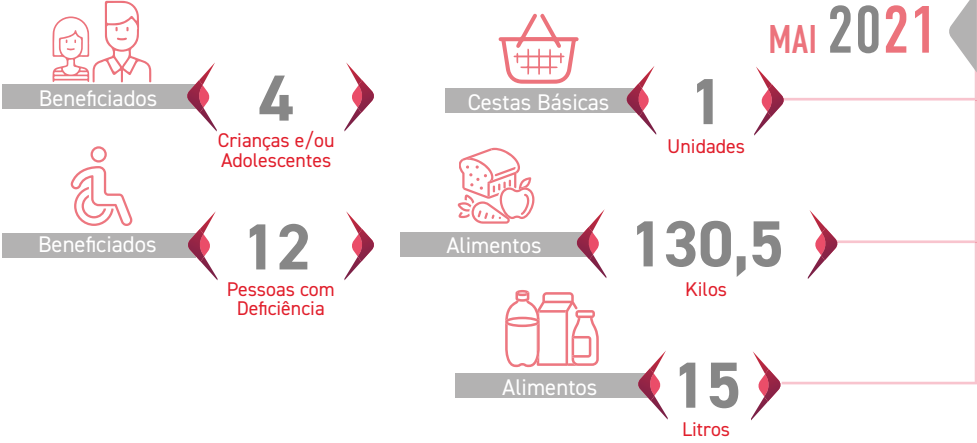 MAI 2021
Beneficiados
4
Crianças e/ou
Adolescentes
Beneficiados
12
Pessoas com
Deficiência
Cestas Básicas
1
Unidades
Alimentos
130,5
Kilos
Alimentos
15
Litros